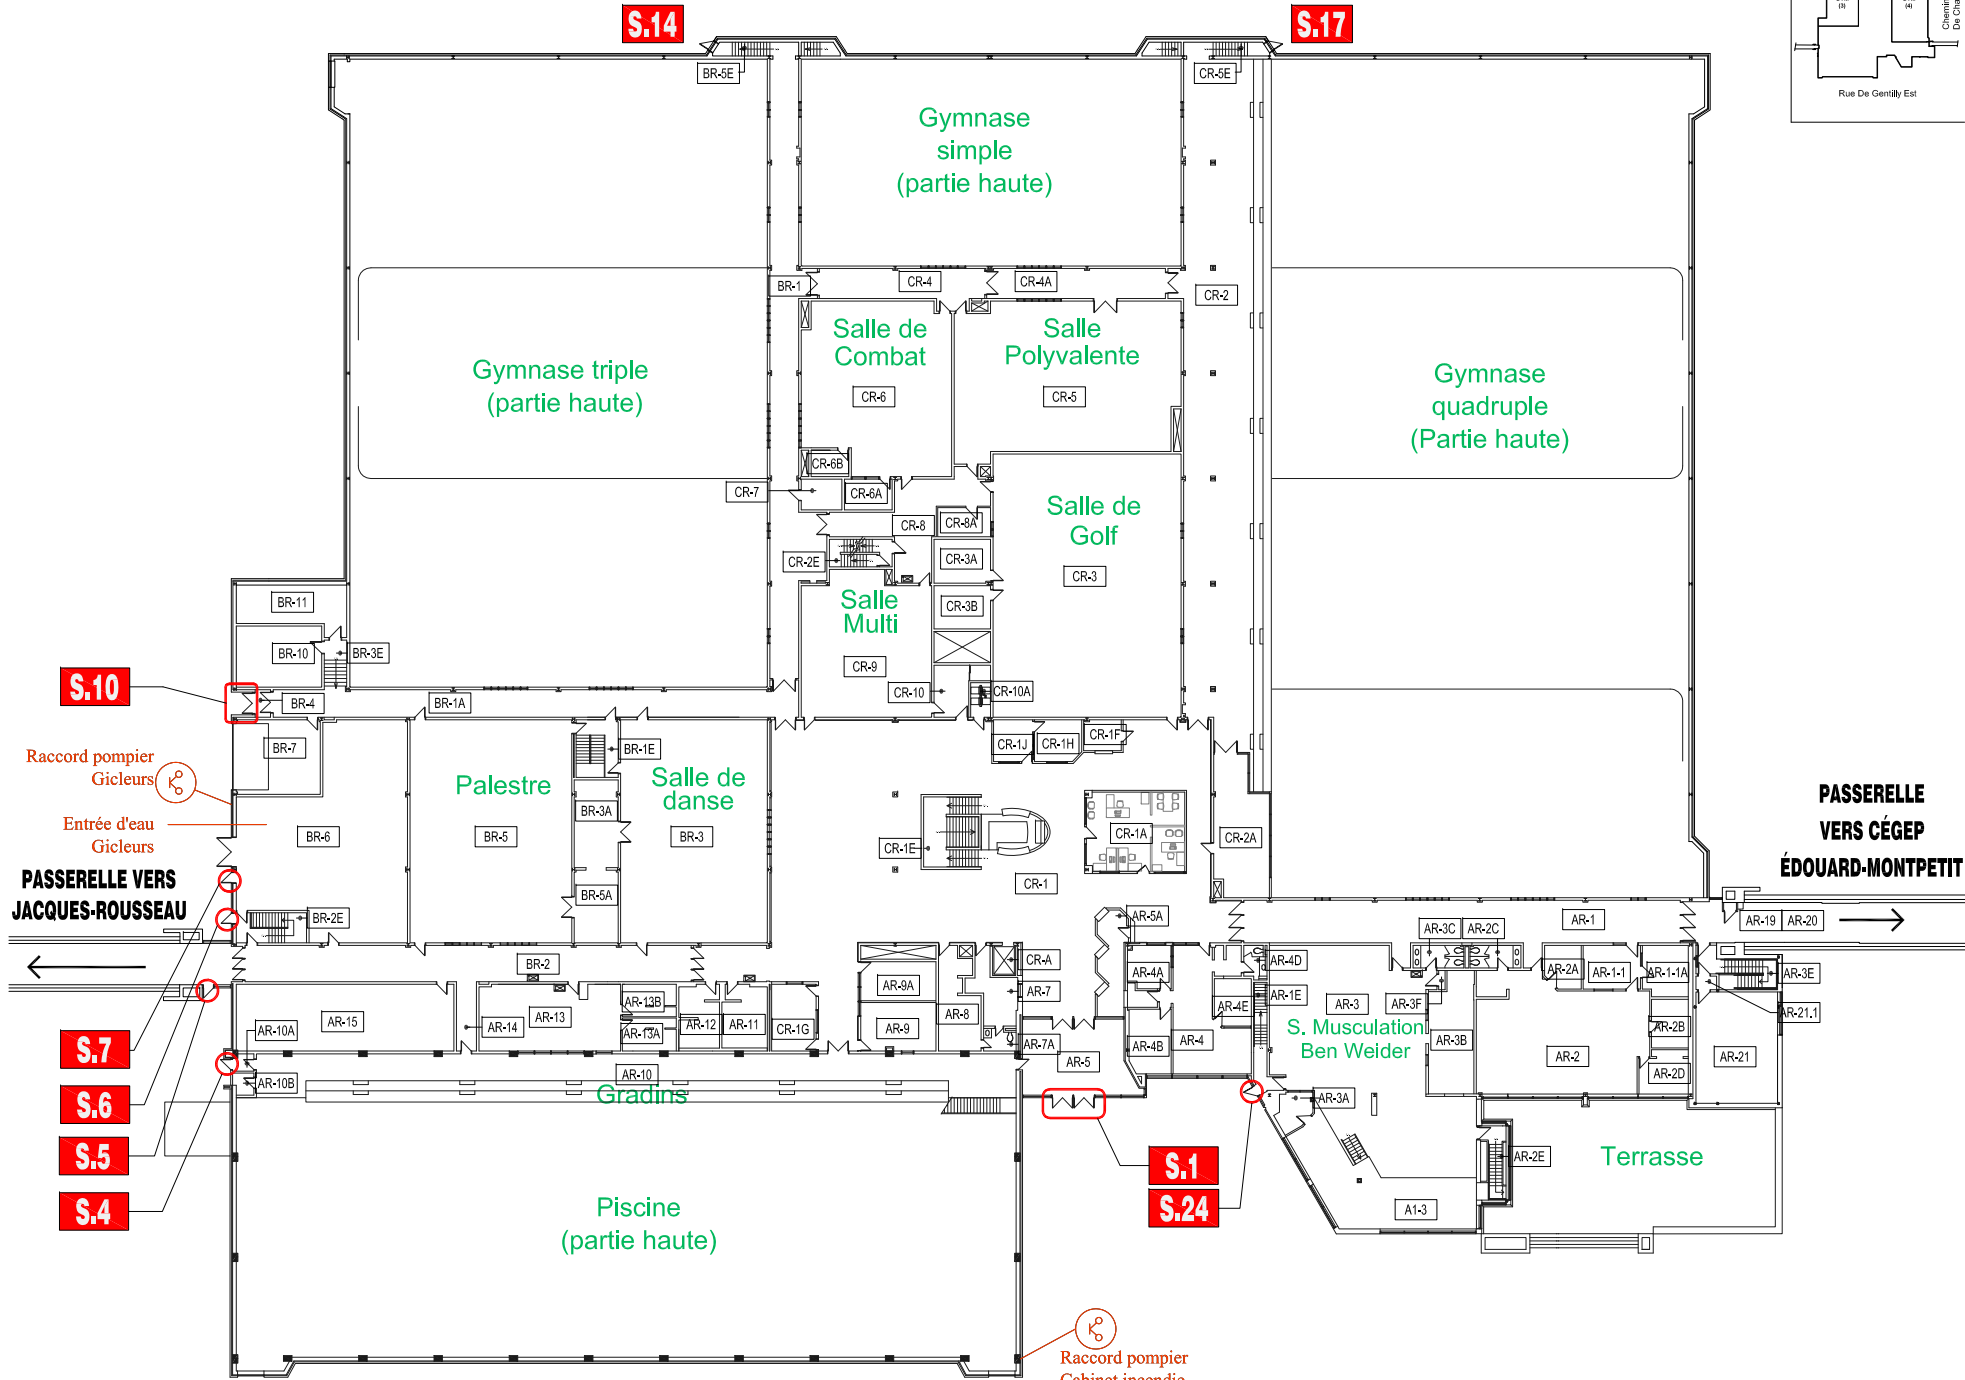 S.14
S.17
(3)
(4)
Rue De Gentilly Est
BR-5E
CR-5E
Gymnase
simple
(partie haute)
BR-1
CR-4
CR-4A
CR-2
Salle de
Combat
CR-6
Salle
Polyvalente
CR-5
Gymnase triple
(partie haute)
Gymnase
quadruple
(Partie haute)
CR-6B
CR-7
CR-6A
CR-8
CR-8A
Salle de
Golf
CR-2E
CR-3A
CR-3
BR-11
Salle
Multi
CR-3B
BR-10
BR-3E
CR-9
S.10
BR-4
BR-1A
CR-10
CR-10A
Raccord pompier
Gicleurs
BR-7
BR-1E
CR-1J
CR-1H
CR-1F
Palestre
Salle de
danse
Entrée d'eau
Gicleurs
BR-6
BR-5
BR-3A
BR-3
CR-1E
CR-1A
CR-2A
PASSERELLE
VERS CÉGEP
ÉDOUARD-MONTPETIT
PASSERELLE VERS
JACQUES-ROUSSEAU
BR-5A
CR-1
BR-2E
AR-5A
AR-1
AR-19
AR-20
AR-3C
AR-2C
BR-2
CR-A
AR-4D
AR-4A
AR-2A
AR-1-1
AR-1-1A
AR-3E
AR-9A
AR-7
AR-1E
AR-3
AR-3F
AR-13B
AR-4E
AR-21.1
AR-15
AR-10A
AR-14
AR-13
AR-13A
AR-12
AR-11
CR-1G
AR-9
AR-8
AR-7A
AR-5
AR-4B
AR-4
S. Musculation
Ben Weider
AR-3B
AR-2
AR-2B
AR-2D
AR-21
S.7
AR-10B
AR-10
Gradins
AR-3A
S.6
S.5
S.4
S.1
S.24
AR-2E
Terrasse
A1-3
Piscine
(partie haute)
Raccord pompier
Cabinet incendie